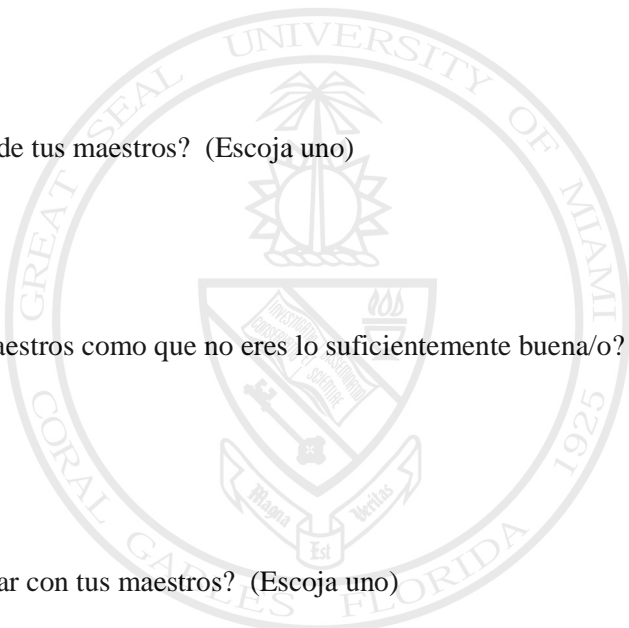 GREAT SEAL UNIVERSITY OF MIAMI
de tus maestros? (Escoja uno)
aestros como que no eres lo suficientemente buena/o?
Magna Est Veritas
1925
ar con tus maestros? (Escoja uno)
CORAL GABLES FLORIDA